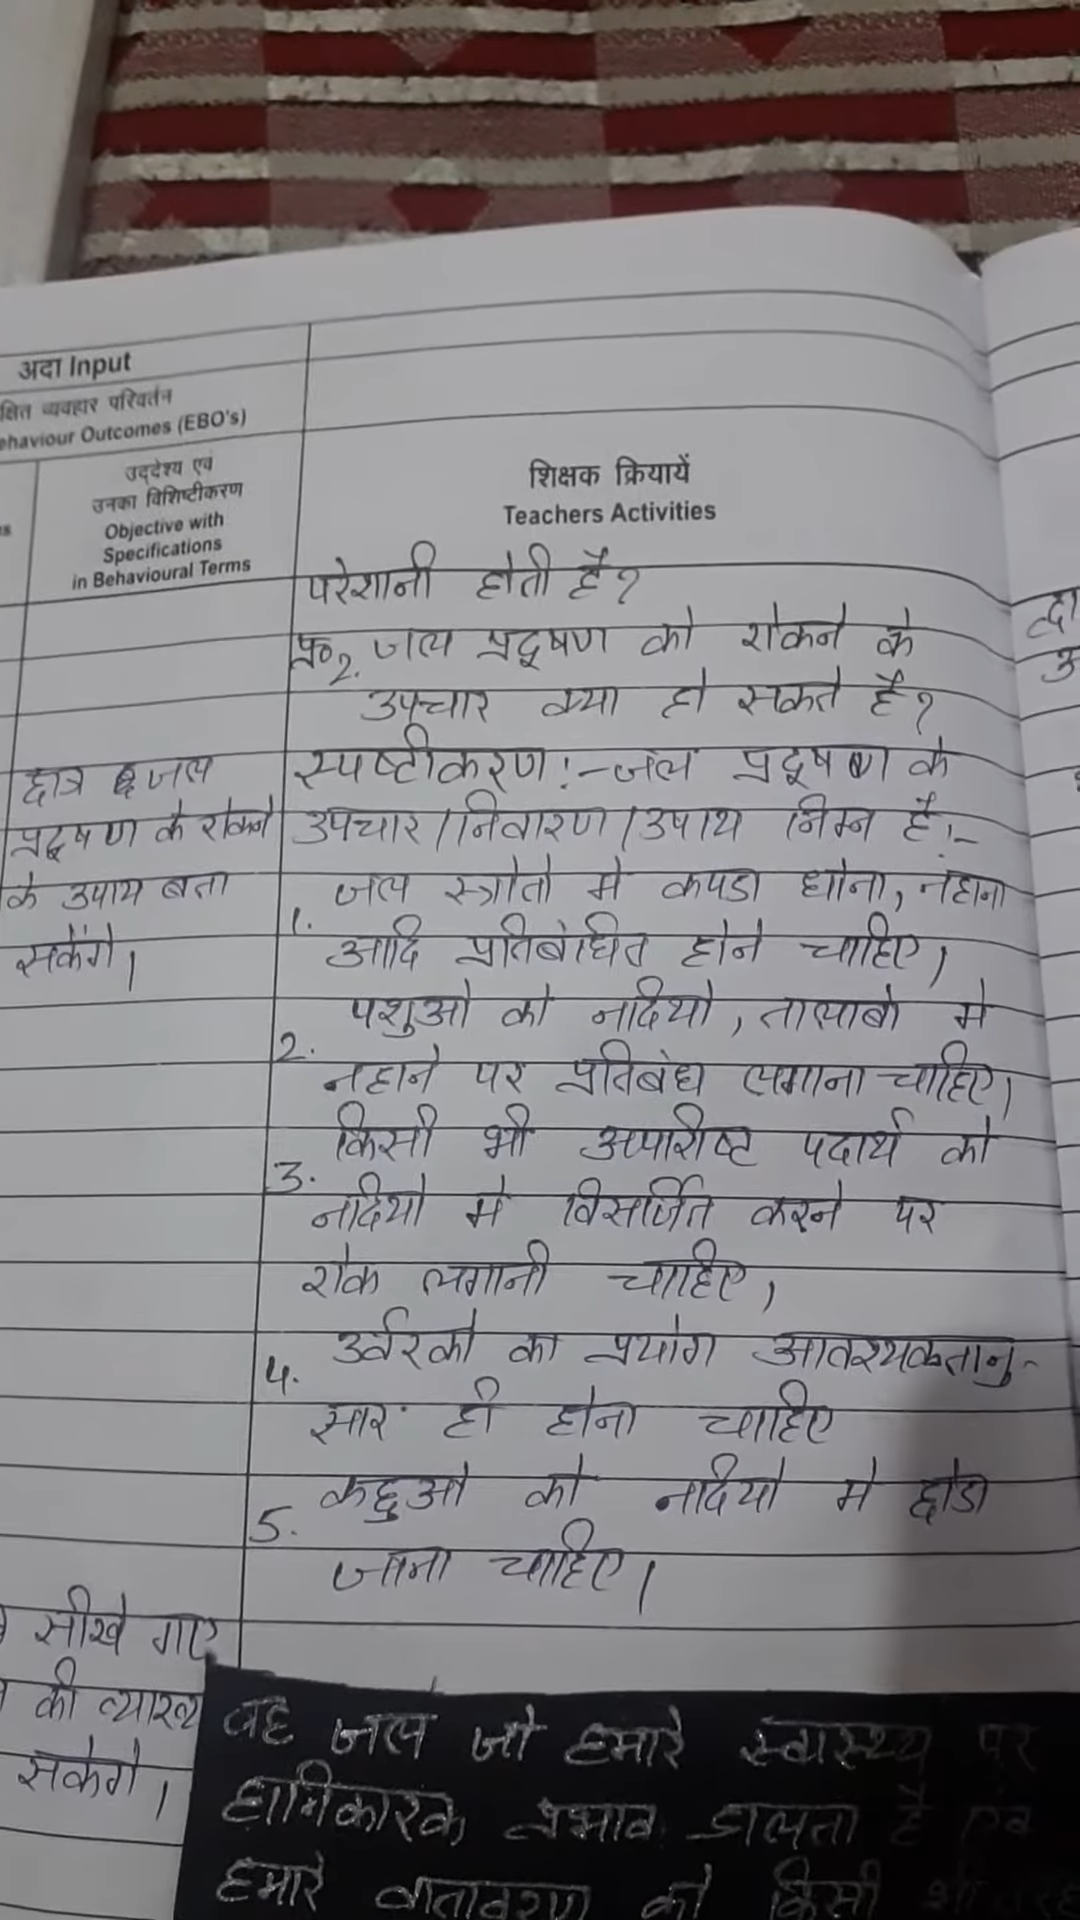 अदा Input
क्षित व्यवहार परिवर्तन
ehaviour Outcomes (EBO's)
उद्देश्य एवं
उनका विशिष्टीकरण
Objective with
Specifications
in Behavioural Terms
शिक्षक क्रियायें
Teachers Activities
परेशानी होती है?
प्र०2. जल प्रदूषण को रोकने के
उपचार क्या हो सकते है?
छात्र जल
प्रदूषण के रोकने
के उपाय बता
सकेंगे।
स्पष्टीकरण:- जल प्रदूषण के
उपचार/निवारण/उपाय निम्न है:-
1. जल स्त्रोतो मे कपडा धोना, नहाना
आदि प्रतिबंधित होने चाहिए।
2. पशुओ को नदियो, तालाबो मे
नहाने पर प्रतिबंध लगाना चाहिए।
3. किसी भी अपशिष्ट पदार्थ को
नदियो मे विसर्जित करने पर
रोक लगानी चाहिए।
4. उर्वरको का प्रयोग आवश्यकतानु-
सार ही होना चाहिए
5. कछुओ को नदियो मे छोडा
जाना चाहिए।
सीखे गए
की व्याख्य
सकेगे।
वह जल जो हमारे स्वास्थ्य पर
हानिकारक प्रभाव डालता है एवं
हमारे वातावरण को किसी भी